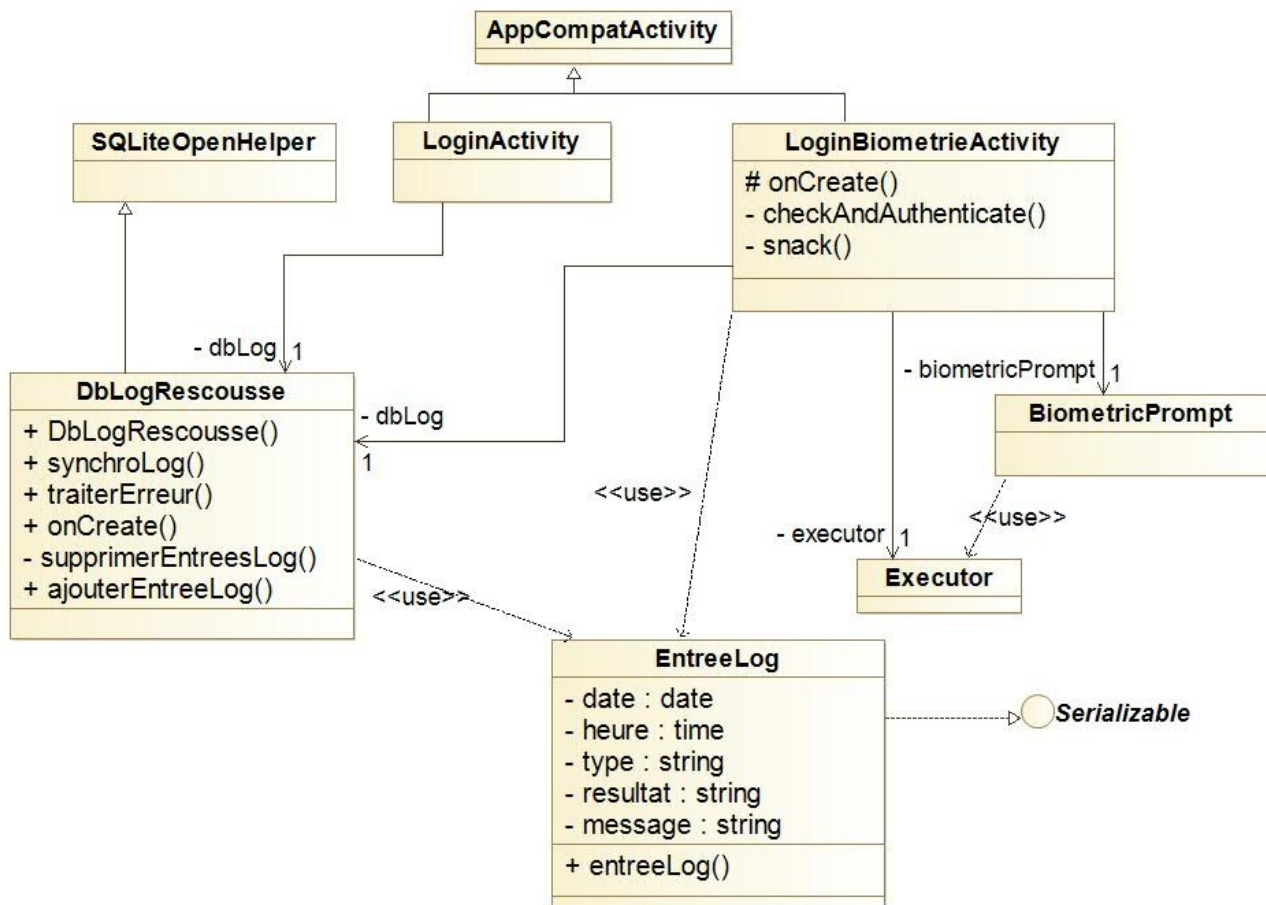 AppCompatActivity
SQLiteOpenHelper
LoginActivity
LoginBiometrieActivity
# onCreate()
- checkAndAuthenticate()
- snack()
- dbLog 1
- biometricPrompt 1
DbLogRescousse
+ DbLogRescousse()
+ synchroLog()
+ traiterErreur()
+ onCreate()
- supprimerEntreesLog()
+ ajouterEntreeLog()
- dbLog
1
BiometricPrompt
<<use>>
<<use>>
- executor 1
Executor
<<use>>
EntreeLog
- date : date
- heure : time
- type : string
- resultat : string
- message : string
+ entreeLog()
Serializable